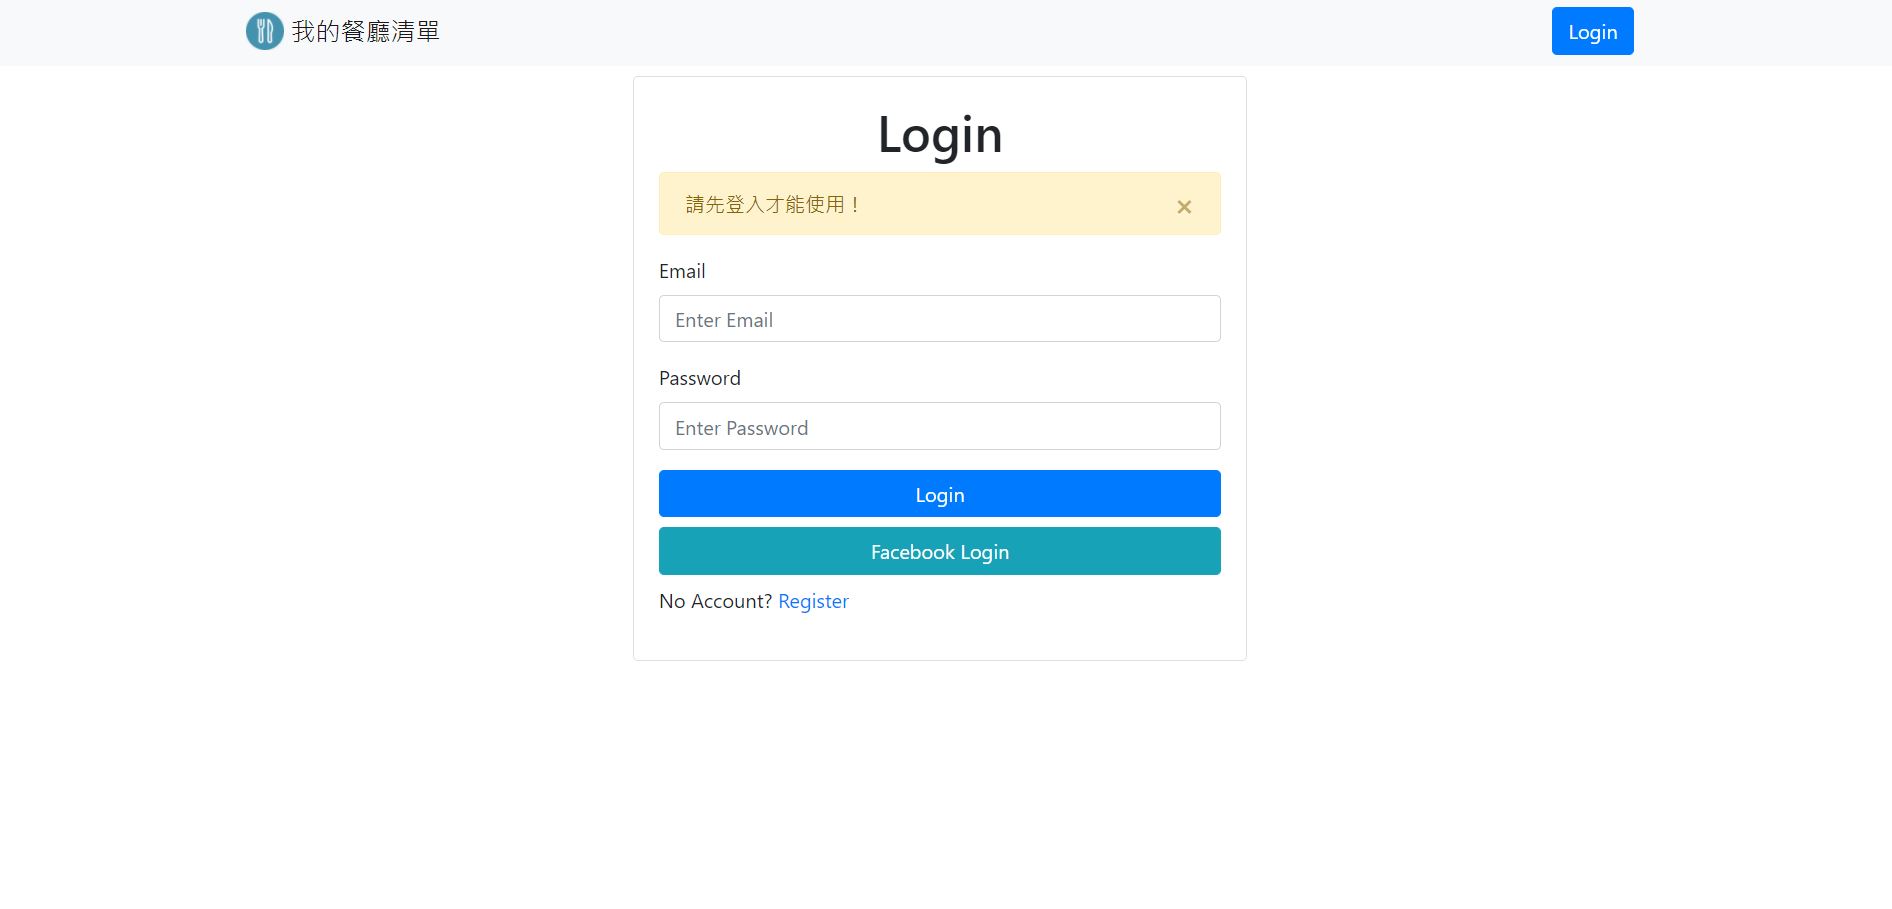 我的餐廳清單
Login
Login
請先登入才能使用！
×
Email
Enter Email
Password
Enter Password
Login
Facebook Login
No Account? Register